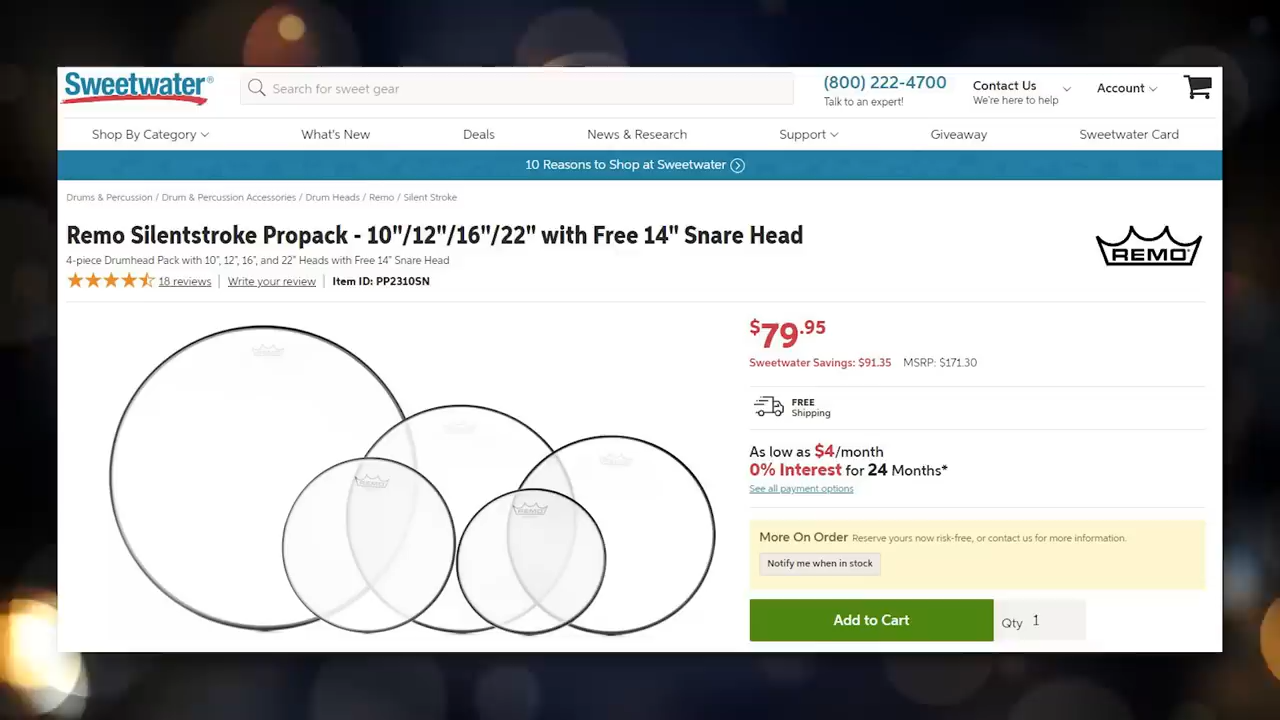 Sweetwater®
Search for sweet gear
(800) 222-4700
Talk to an expert!
Contact Us
We're here to help
Account
Shop By Category
What's New
Deals
News & Research
Support
Giveaway
Sweetwater Card
10 Reasons to Shop at Sweetwater
Drums & Percussion / Drum & Percussion Accessories / Drum Heads / Remo / Silent Stroke
Remo Silentstroke Propack - 10"/12"/16"/22" with Free 14" Snare Head
4-piece Drumhead Pack with 10", 12", 16", and 22" Heads with Free 14" Snare Head
18 reviews | Write your review | Item ID: PP2310SN
REMO
REMO
REMO
REMO
$79.95
Sweetwater Savings: $91.35 MSRP: $171.30
FREE
Shipping
As low as $4/month
0% Interest for 24 Months*
See all payment options
More On Order Reserve yours now risk-free, or contact us for more information.
Notify me when in stock
Add to Cart
Qty 1